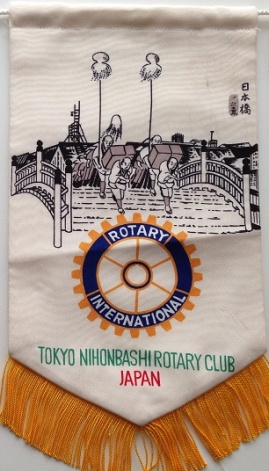 日本橋
ROTARY
INTERNATIONAL
TOKYO NIHONBASHI ROTARY CLUB
JAPAN